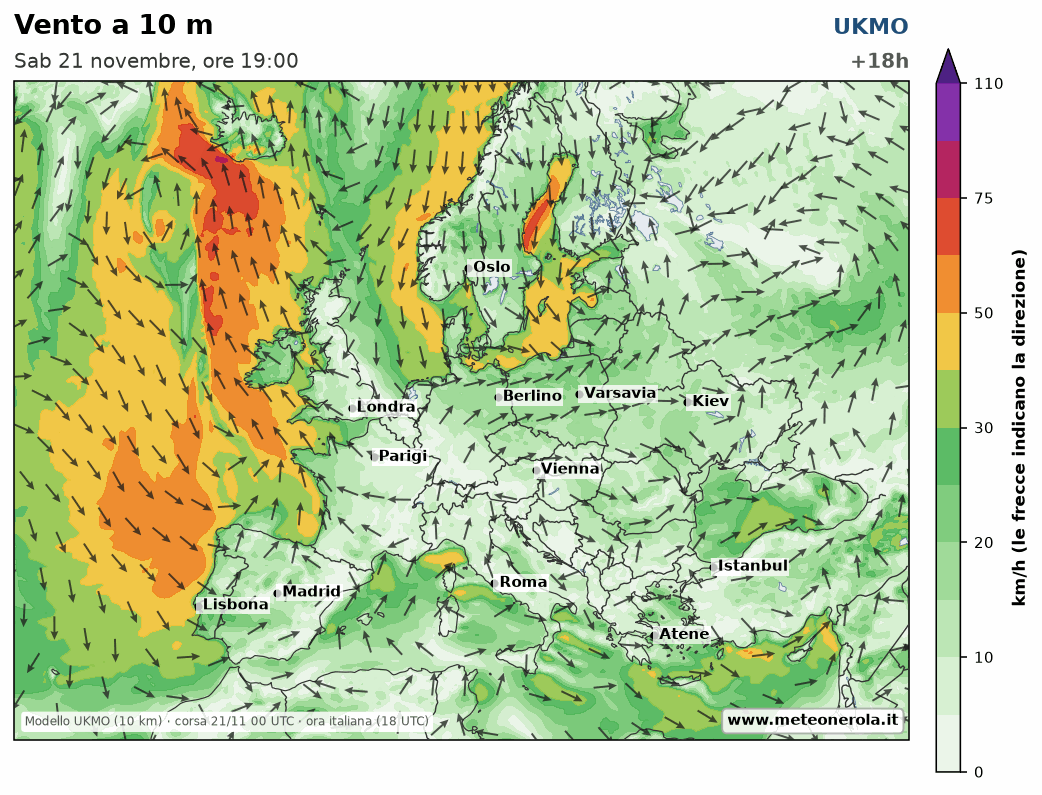 Vento a 10 m
UKMO
Sab 21 novembre, ore 19:00
+18h
110
75
50
30
20
10
0
km/h (le frecce indicano la direzione)
Oslo
Londra
Berlino
Varsavia
Kiev
Parigi
Vienna
Istanbul
Roma
Madrid
Lisbona
Atene
Modello UKMO (10 km) · corsa 21/11 00 UTC · ora italiana (18 UTC)
www.meteonerola.it